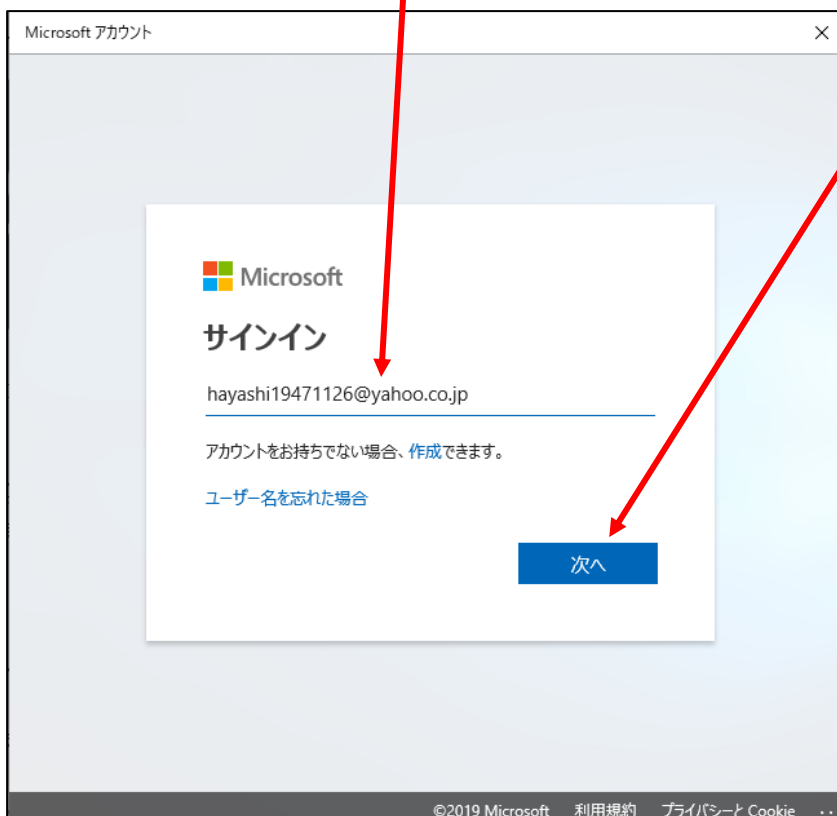 Microsoft アカウント
Microsoft
サインイン
hayashi19471126@yahoo.co.jp
アカウントをお持ちでない場合、作成できます。
ユーザー名を忘れた場合
次へ
©2019 Microsoft 利用規約 プライバシーと Cookie ..